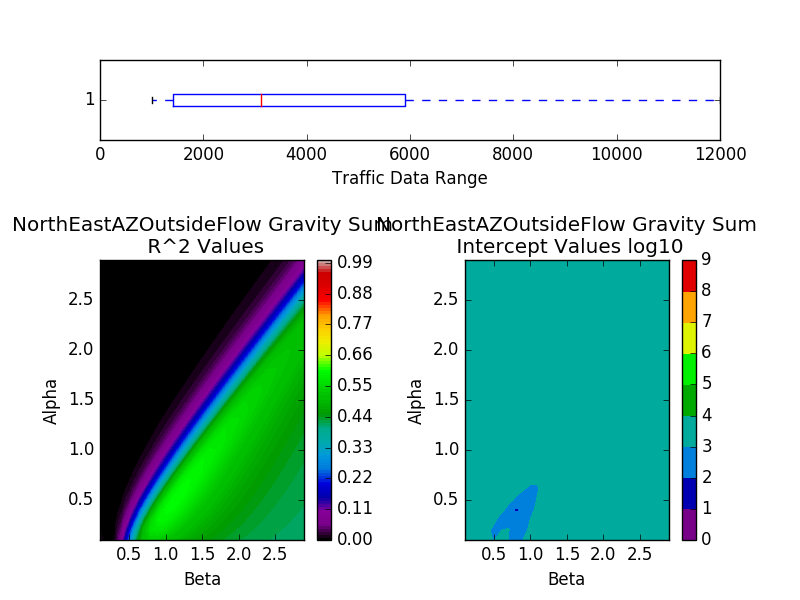 1
0 2000 4000 6000 8000 10000 12000
Traffic Data Range
NorthEastAZOutsideFlow Gravity Sum
R^2 Values
2.5
2.0
1.5
1.0
0.5
Alpha
0.5 1.0 1.5 2.0 2.5
Beta
0.99
0.88
0.77
0.66
0.55
0.44
0.33
0.22
0.11
0.00
NorthEastAZOutsideFlow Gravity Sum
Intercept Values log10
2.5
2.0
1.5
1.0
0.5
Alpha
0.5 1.0 1.5 2.0 2.5
Beta
9
8
7
6
5
4
3
2
1
0